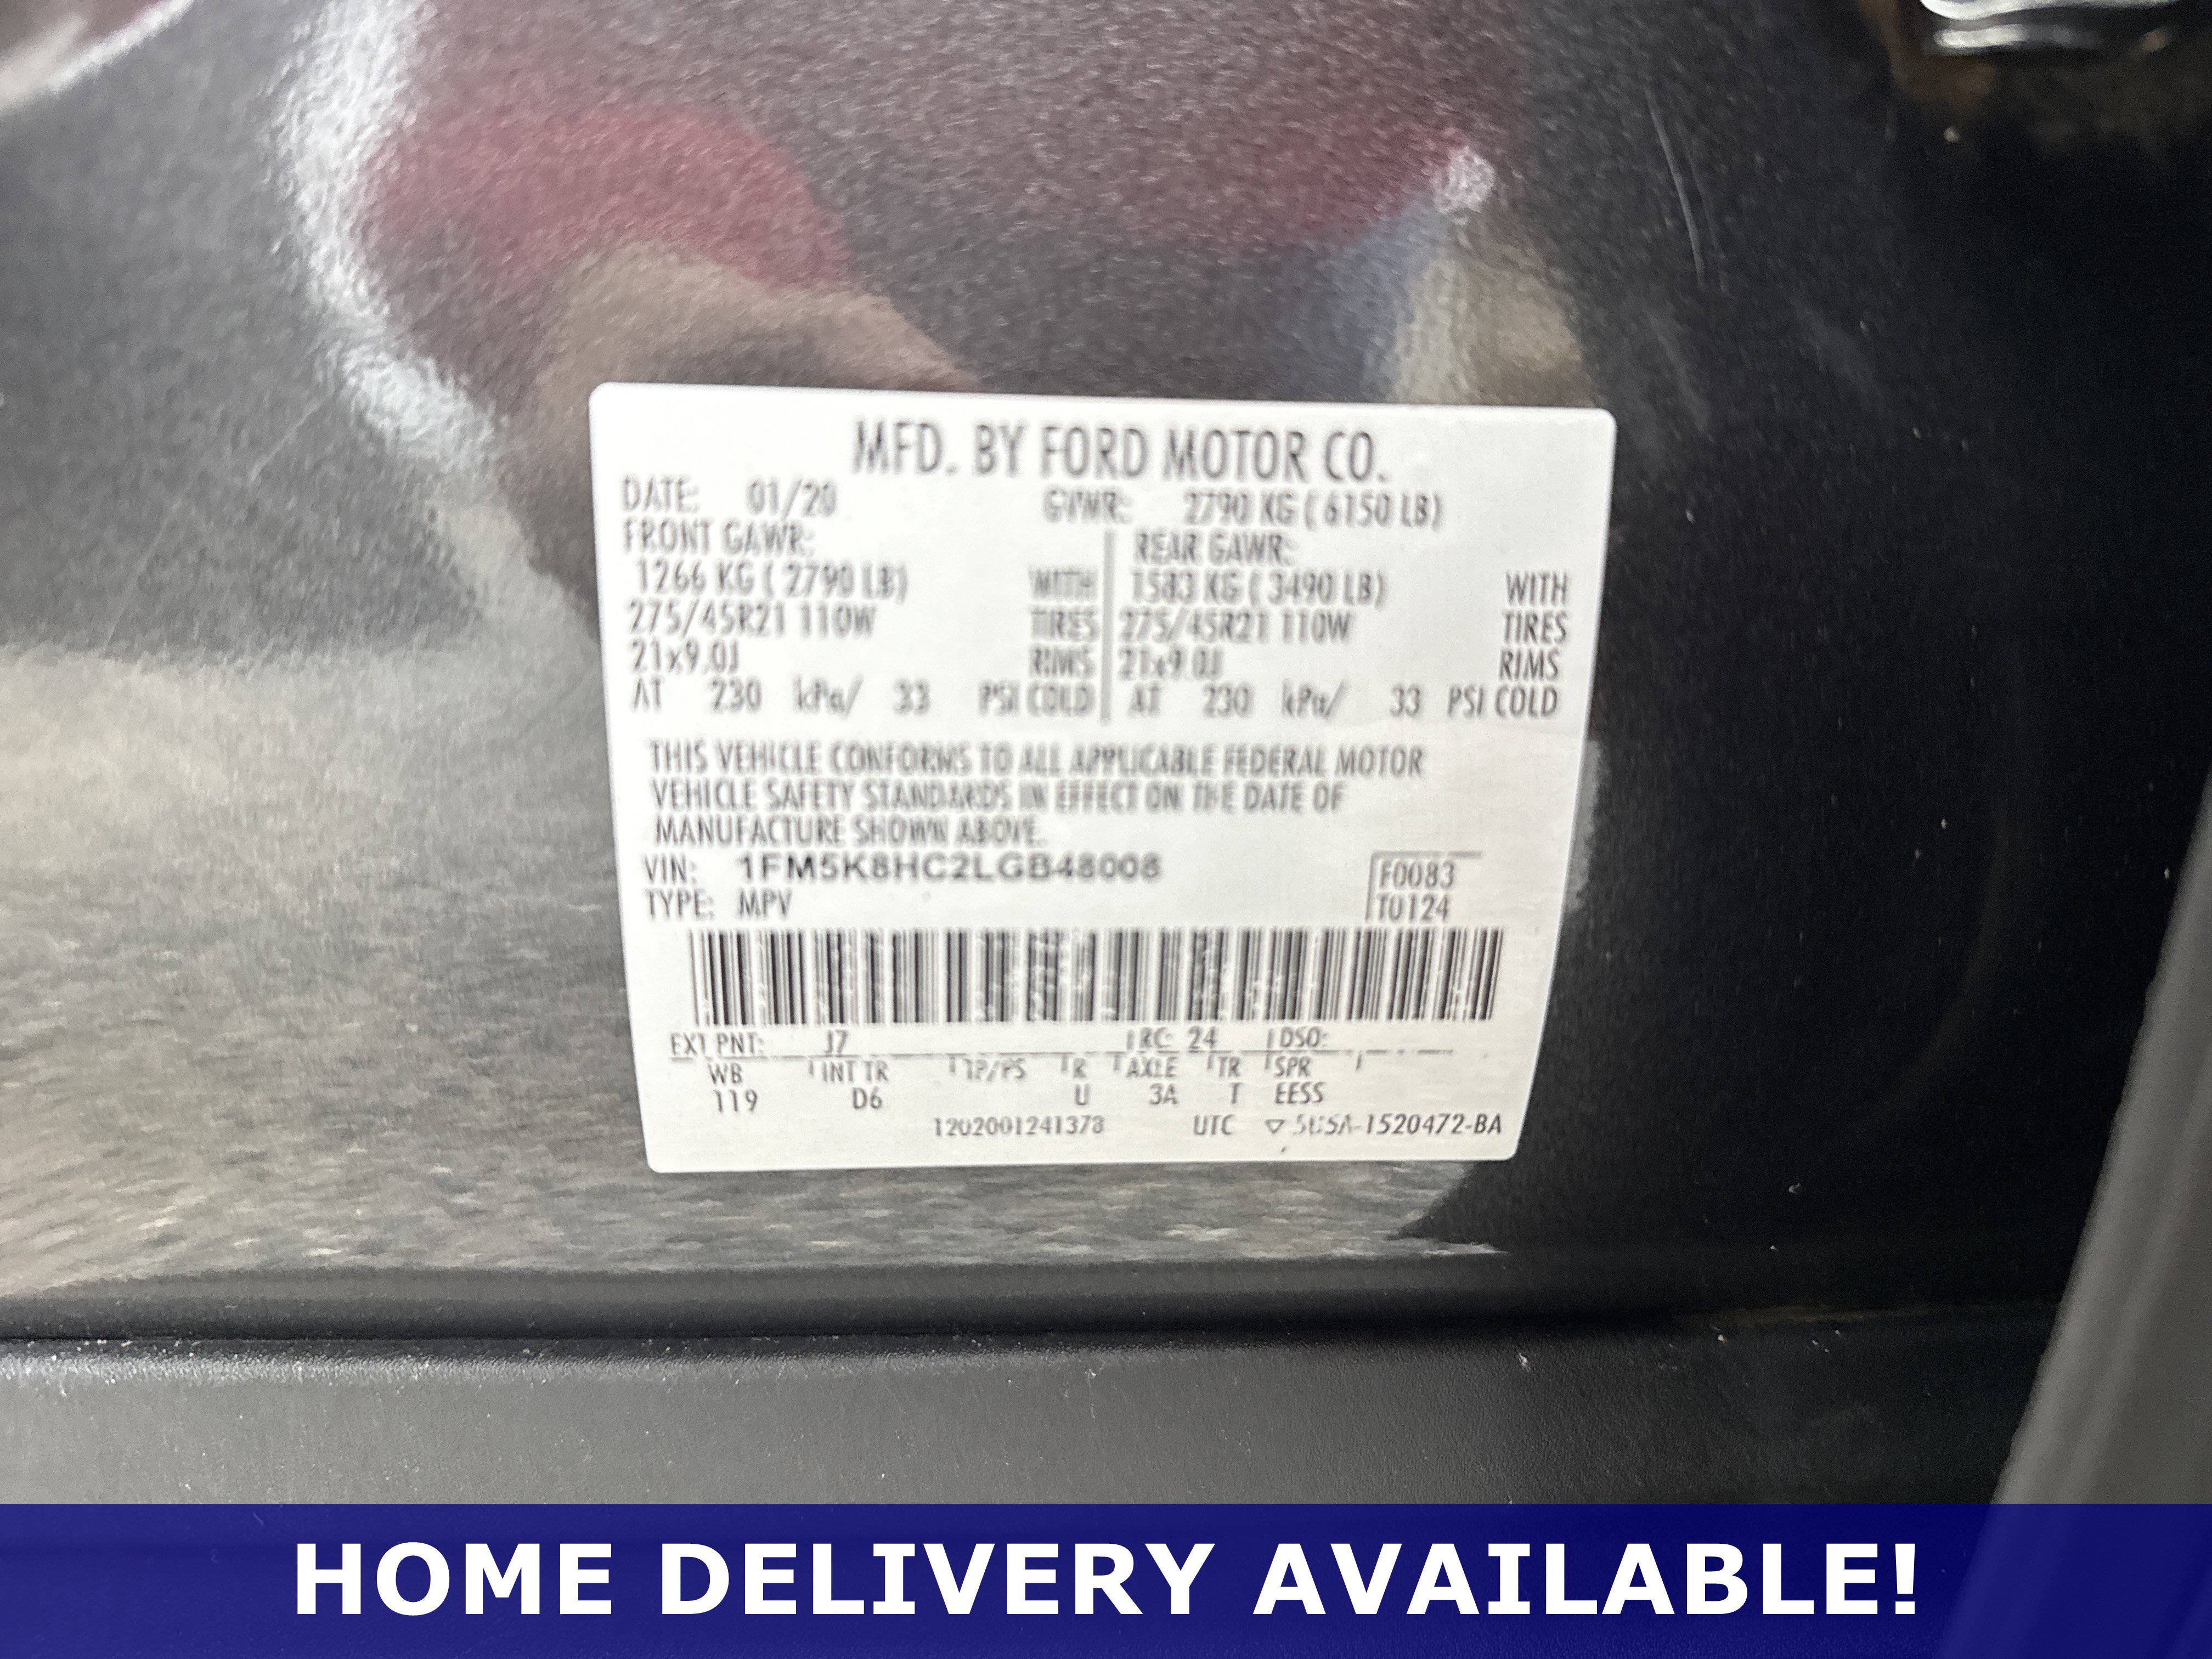 MFD. BY FORD MOTOR CO.
DATE: 01/20 GVWR: 2790 KG ( 6150 LB)
FRONT GAWR: REAR GAWR:
1266 KG ( 2790 LB) WITH 1583 KG ( 3490 LB) WITH
275/45R21 110W TIRES 275/45R21 110W TIRES
21x9.0J RIMS 21x9.0J RIMS
AT 230 kPa/ 33 PSI COLD AT 230 kPa/ 33 PSI COLD
THIS VEHICLE CONFORMS TO ALL APPLICABLE FEDERAL MOTOR
VEHICLE SAFETY STANDARDS IN EFFECT ON THE DATE OF
MANUFACTURE SHOWN ABOVE.
VIN: 1FM5K8HC2LGB48008 F0083
TYPE: MPV T0124
EXT PNT: J7 RC: 24 DSO:
WB INT TR TP/PS R AXLE TR SPR
119 D6 U 3A T EESS
1202001241378 UTC
HOME DELIVERY AVAILABLE!